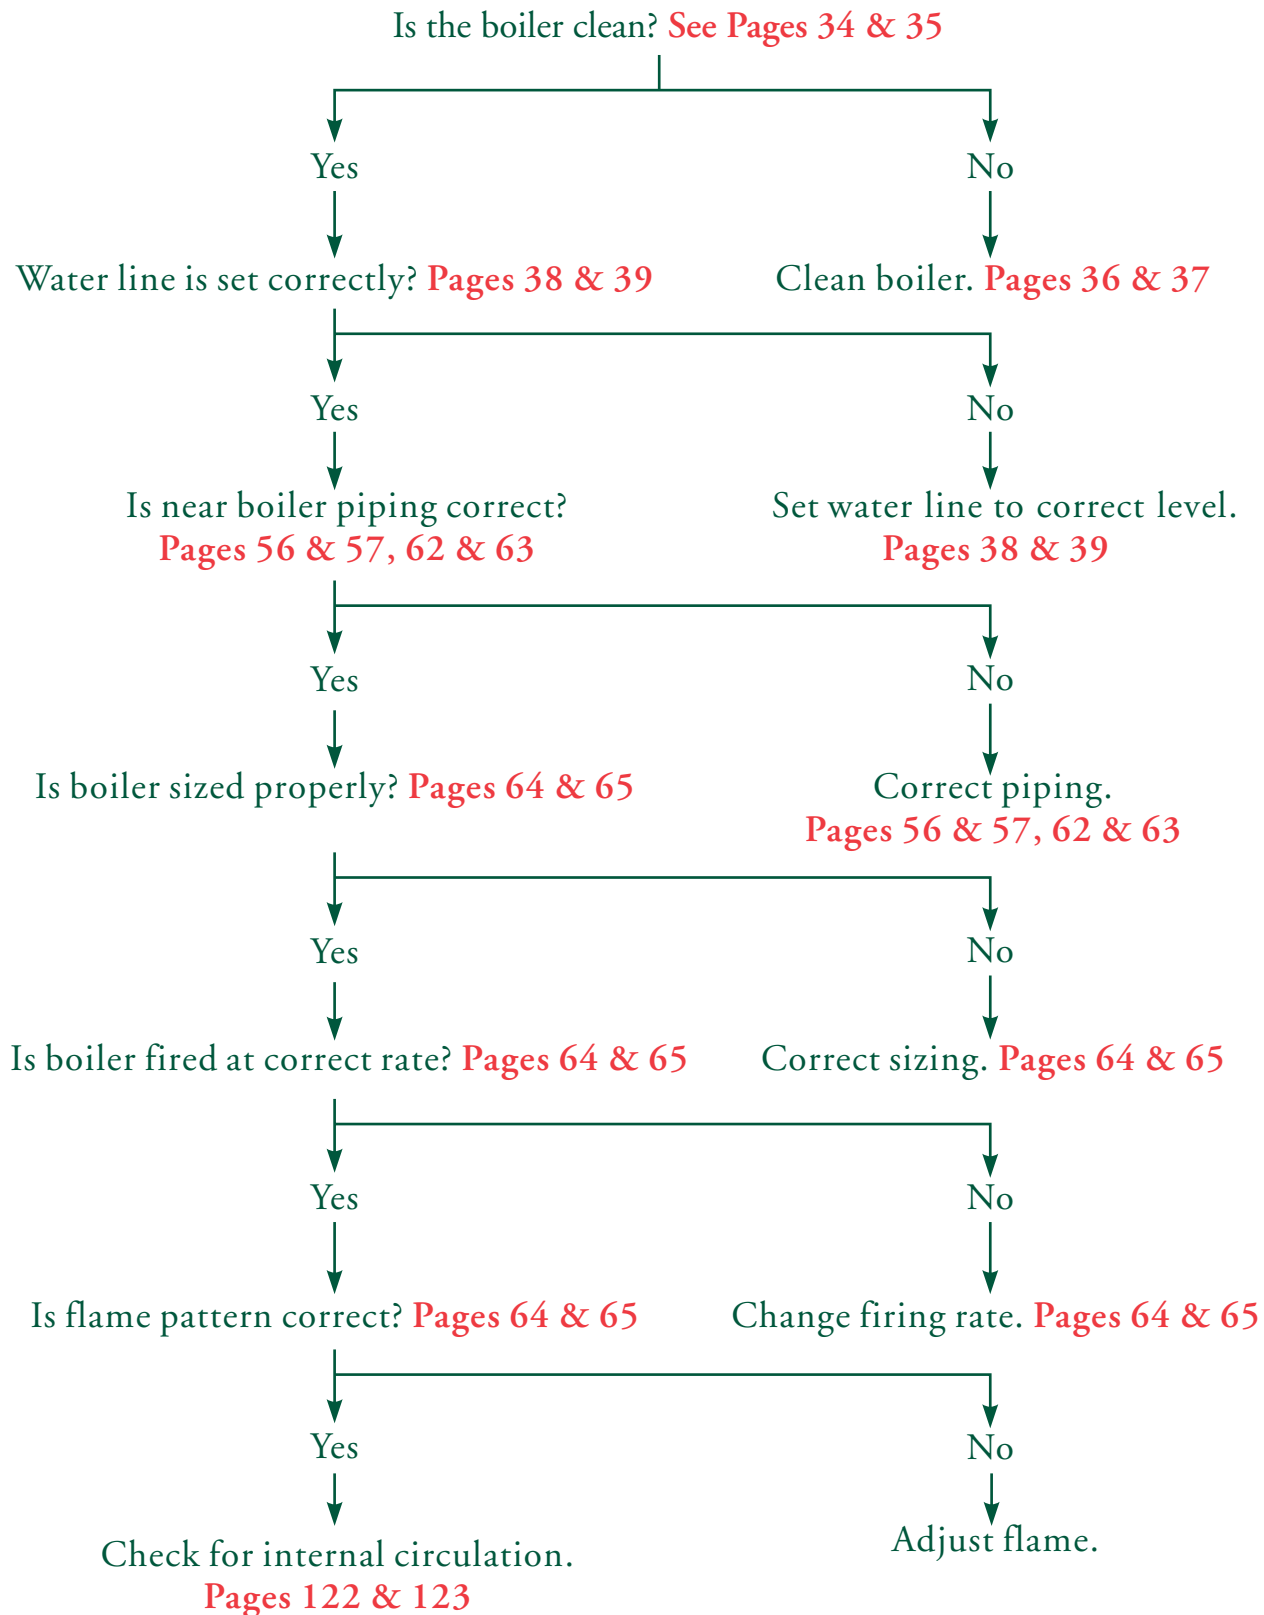 Is the boiler clean? See Pages 34 & 35
Yes
No
Water line is set correctly? Pages 38 & 39
Clean boiler. Pages 36 & 37
Yes
No
Is near boiler piping correct?
Pages 56 & 57, 62 & 63
Set water line to correct level.
Pages 38 & 39
Yes
No
Is boiler sized properly? Pages 64 & 65
Correct piping.
Pages 56 & 57, 62 & 63
Yes
No
Is boiler fired at correct rate? Pages 64 & 65
Correct sizing. Pages 64 & 65
Yes
No
Is flame pattern correct? Pages 64 & 65
Change firing rate. Pages 64 & 65
Yes
No
Check for internal circulation.
Pages 122 & 123
Adjust flame.